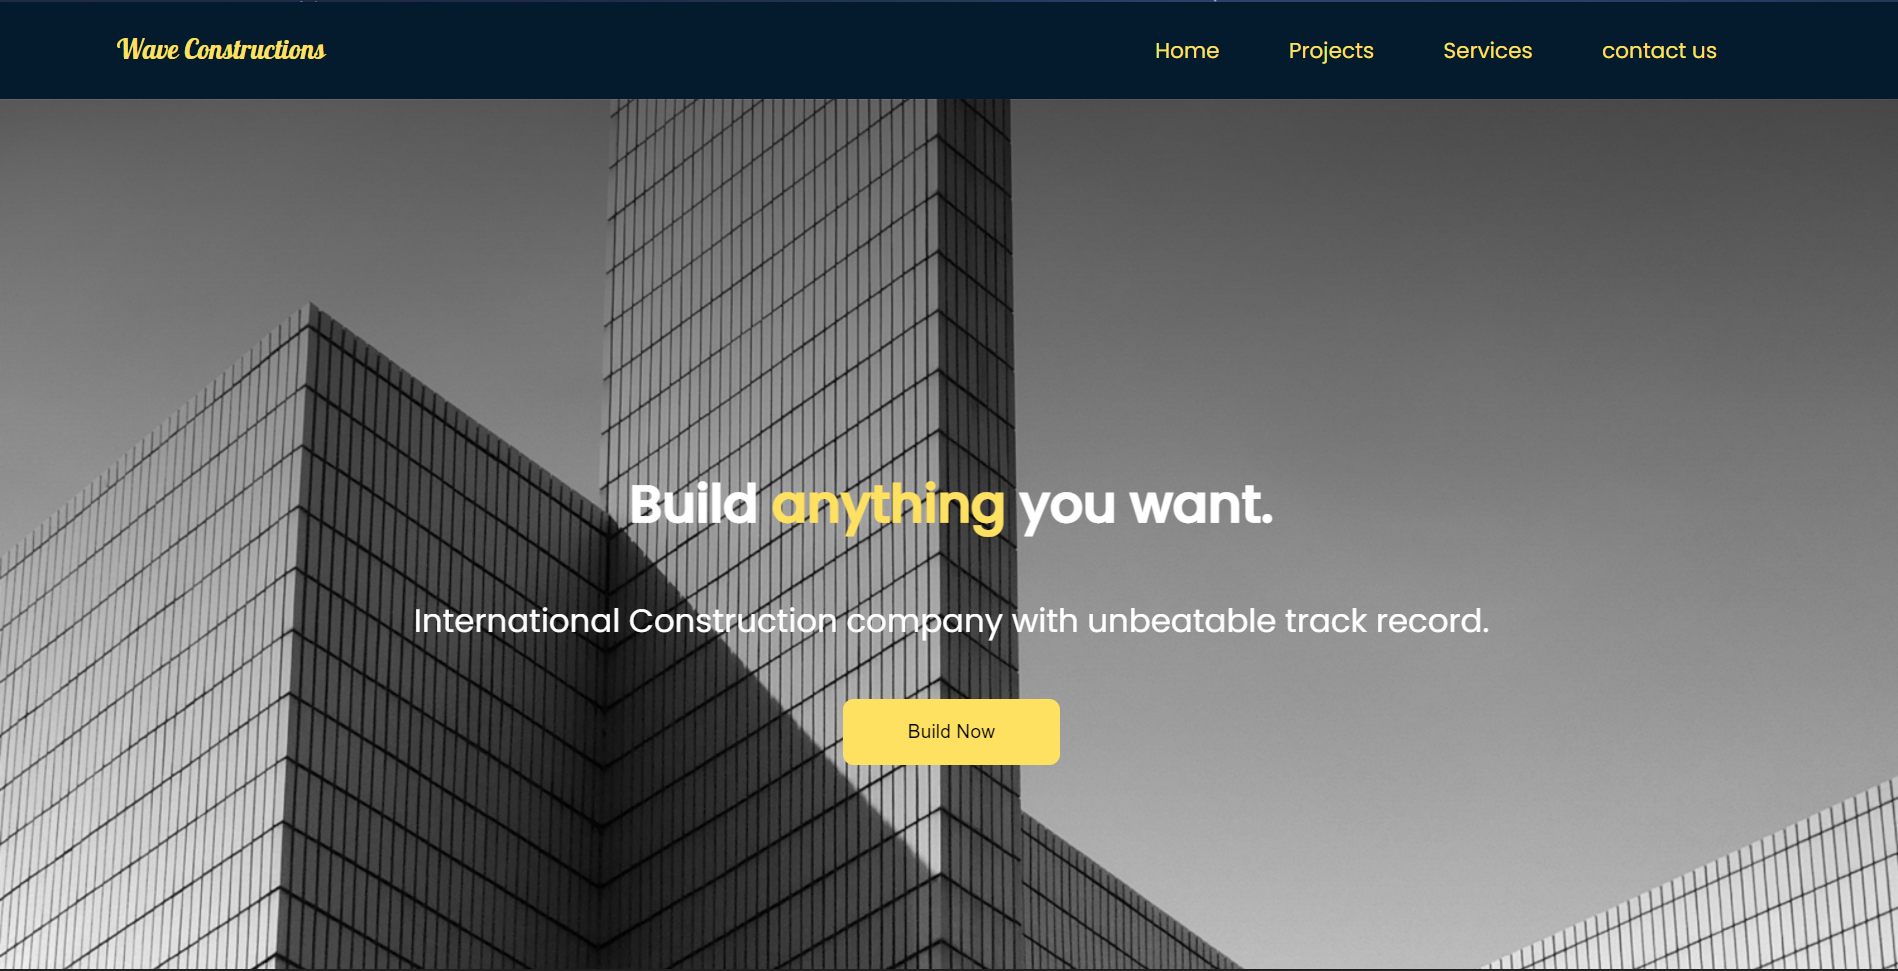 Wave Constructions
Home Projects Services contact us
Build anything you want.
International Construction company with unbeatable track record.
Build Now